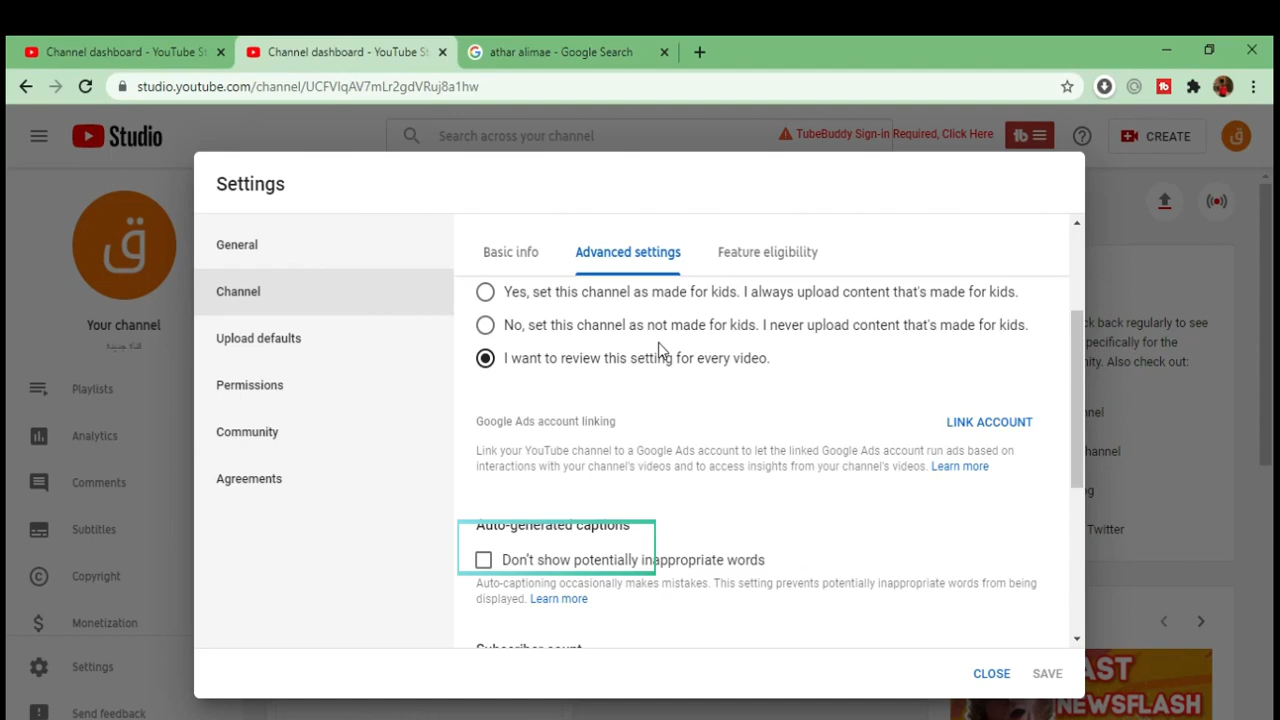 Channel dashboard - YouTube St
Channel dashboard - YouTube St
athar alimae - Google Search
studio.youtube.com/channel/UCFVIqAV7mLr2gdVRuj8a1hw
Studio
Search across your channel
TubeBuddy Sign-in Required, Click Here
tb
CREATE
ق
ق
Your channel
قناة جديدة
Playlists
Analytics
Comments
Subtitles
Copyright
Monetization
Settings
Send feedback
Settings
General
Channel
Upload defaults
Permissions
Community
Agreements
Basic info
Advanced settings
Feature eligibility
Yes, set this channel as made for kids. I always upload content that's made for kids.
No, set this channel as not made for kids. I never upload content that's made for kids.
I want to review this setting for every video.
Google Ads account linking
LINK ACCOUNT
Link your YouTube channel to a Google Ads account to let the linked Google Ads account run ads based on
interactions with your channel's videos and to access insights from your channel's videos. Learn more
Auto-generated captions
Don't show potentially inappropriate words
Auto-captioning occasionally makes mistakes. This setting prevents potentially inappropriate words from being
displayed. Learn more
Subscriber count
CLOSE
SAVE
ck back regularly to see
specifically for the
nity. Also check out:
nel
hannel
ng
Twitter
AST
NEWSFLASH